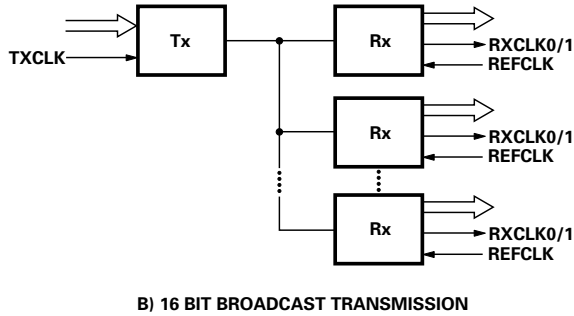 Tx
TXCLK
Rx
RXCLK0/1
REFCLK
Rx
RXCLK0/1
REFCLK
Rx
RXCLK0/1
REFCLK
B) 16 BIT BROADCAST TRANSMISSION